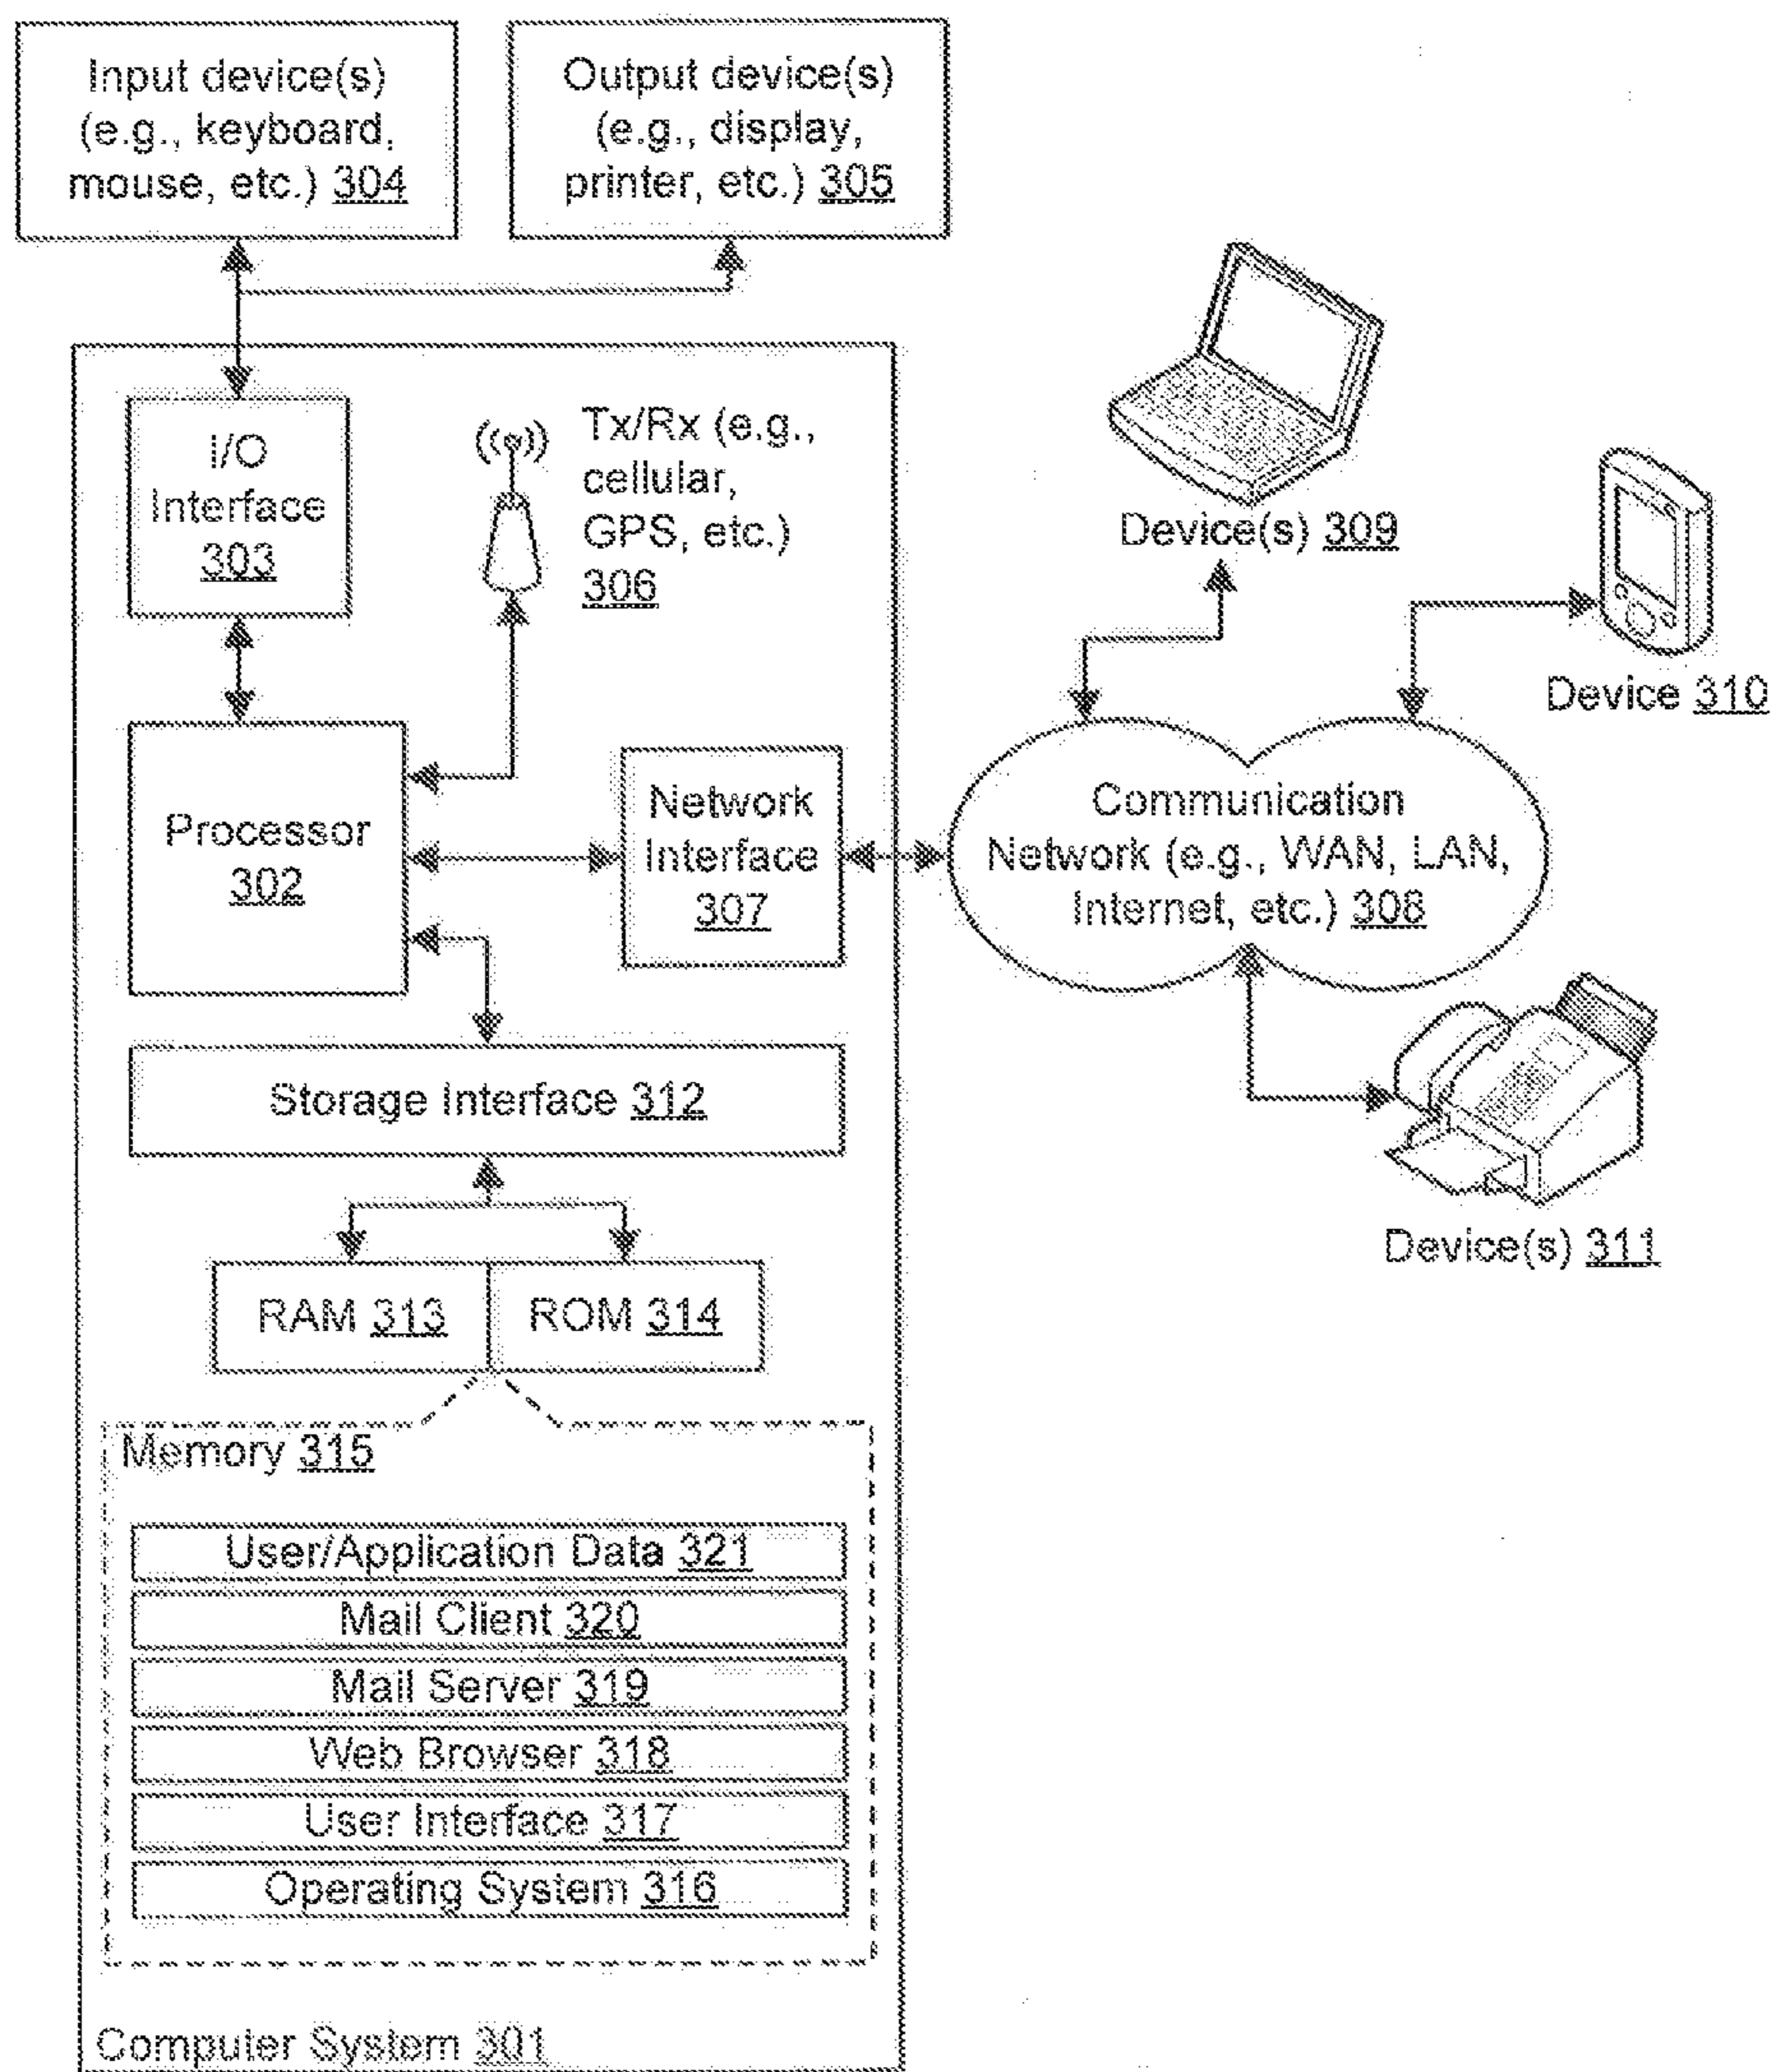 Input device(s)
(e.g., keyboard,
mouse, etc.) 304
Output device(s)
(e.g., display,
printer, etc.) 305
I/O
Interface
303
Tx/Rx (e.g.,
cellular,
GPS, etc.)
306
Device(s) 309
Device 310
Processor
302
Network
Interface
307
Communication
Network (e.g., WAN, LAN,
Internet, etc.) 308
Device(s) 311
Storage Interface 312
RAM 313
ROM 314
Memory 315
User/Application Data 321
Mail Client 320
Mail Server 319
Web Browser 318
User Interface 317
Operating System 316
Computer System 301